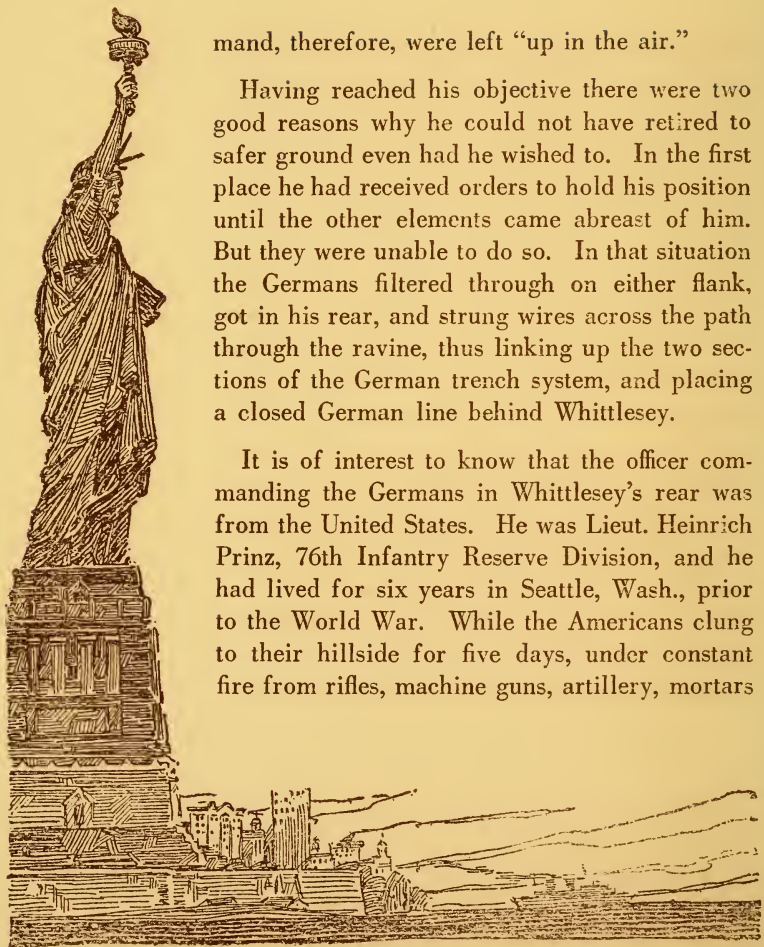 mand, therefore, were left “up in the air.”
Having reached his objective there were two
good reasons why he could not have retired to
safer ground even had he wished to. In the first
place he had received orders to hold his position
until the other elements came abreast of him.
But they were unable to do so. In that situation
the Germans filtered through on either flank,
got in his rear, and strung wires across the path
through the ravine, thus linking up the two sec-
tions of the German trench system, and placing
a closed German line behind Whittlesey.
It is of interest to know that the officer com-
manding the Germans in Whittlesey’s rear was
from the United States. He was Lieut. Heinrich
Prinz, 76th Infantry Reserve Division, and he
had lived for six years in Seattle, Wash., prior
to the World War. While the Americans clung
to their hillside for five days, under constant
fire from rifles, machine guns, artillery, mortars